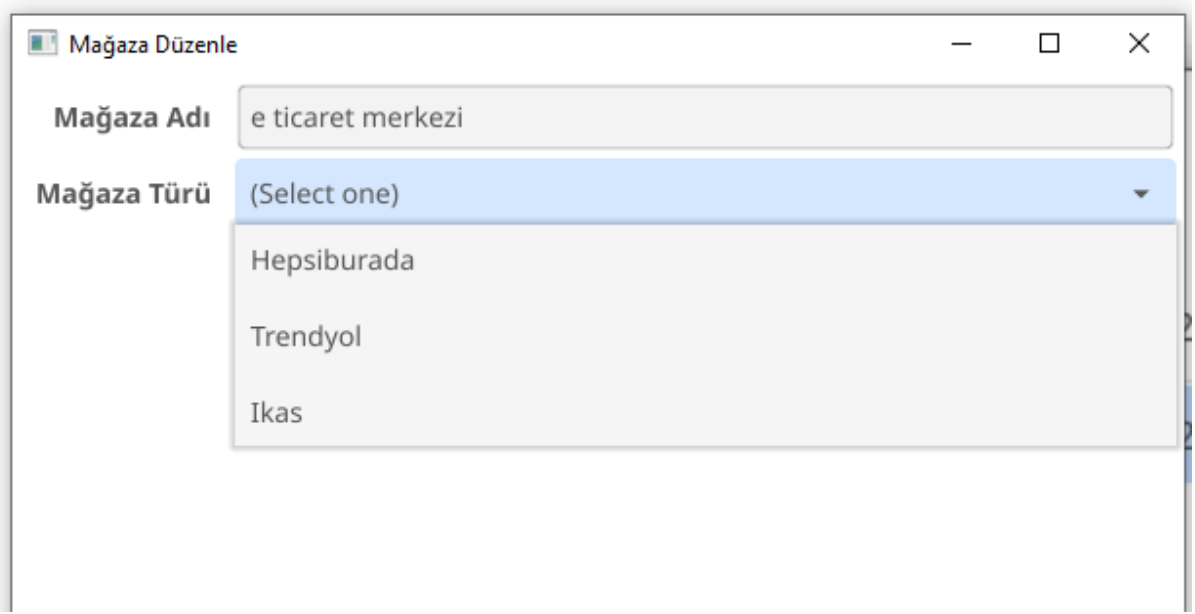 Mağaza Düzenle
Mağaza Adı e ticaret merkezi
Mağaza Türü (Select one)
Hepsiburada
Trendyol
Ikas